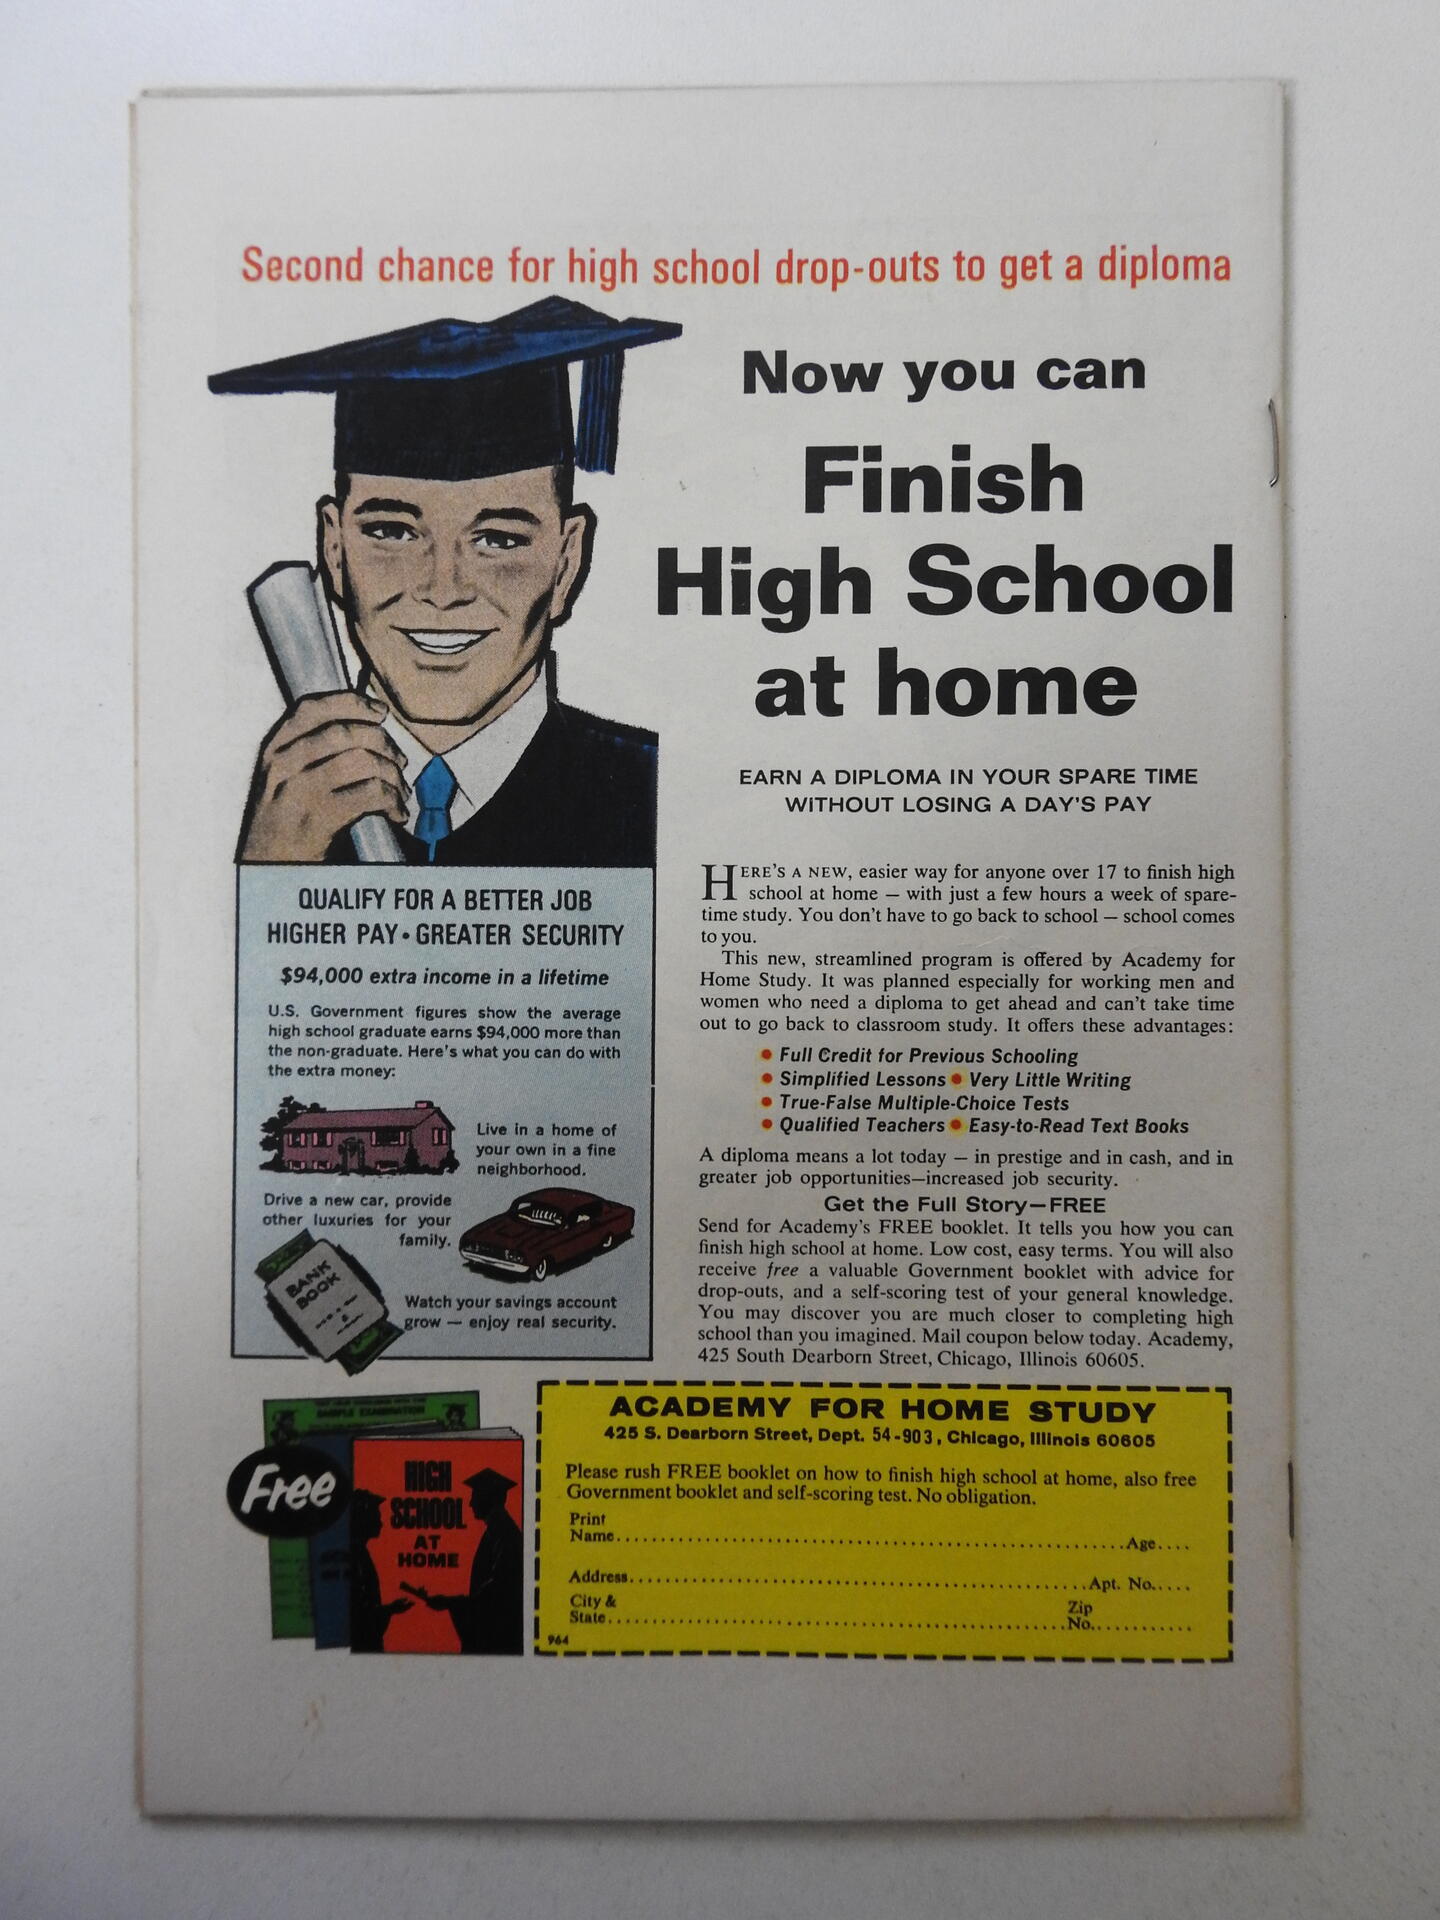 Second chance for high school drop-outs to get a diploma
Now you can
Finish
High School
at home
EARN A DIPLOMA IN YOUR SPARE TIME
WITHOUT LOSING A DAY'S PAY
QUALIFY FOR A BETTER JOB
HIGHER PAY • GREATER SECURITY
$94,000 extra income in a lifetime
U.S. Government figures show the average
high school graduate earns $94,000 more than
the non-graduate. Here's what you can do with
the extra money:
Live in a home of
your own in a fine
neighborhood.
Drive a new car, provide
other luxuries for your
family.
BANK
BOOK
Watch your savings account
grow — enjoy real security.
HERE'S A NEW, easier way for anyone over 17 to finish high
school at home — with just a few hours a week of spare-
time study. You don't have to go back to school — school comes
to you.
This new, streamlined program is offered by Academy for
Home Study. It was planned especially for working men and
women who need a diploma to get ahead and can't take time
out to go back to classroom study. It offers these advantages:
• Full Credit for Previous Schooling
• Simplified Lessons • Very Little Writing
• True-False Multiple-Choice Tests
• Qualified Teachers • Easy-to-Read Text Books
A diploma means a lot today — in prestige and in cash, and in
greater job opportunities—increased job security.
Get the Full Story—FREE
Send for Academy's FREE booklet. It tells you how you can
finish high school at home. Low cost, easy terms. You will also
receive free a valuable Government booklet with advice for
drop-outs, and a self-scoring test of your general knowledge.
You may discover you are much closer to completing high
school than you imagined. Mail coupon below today. Academy,
425 South Dearborn Street, Chicago, Illinois 60605.
SAMPLE EXAMINATION
Free
HIGH
SCHOOL
AT
HOME
ACADEMY FOR HOME STUDY
425 S. Dearborn Street, Dept. 54-903, Chicago, Illinois 60605
Please rush FREE booklet on how to finish high school at home, also free
Government booklet and self-scoring test. No obligation.
Print
Name.......... Age....
Address.......... Apt. No.....
City & Zip
State.......... No...........
964